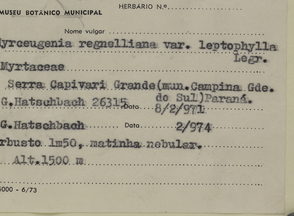 MUSEU BOTÂNICO MUNICIPAL
HERBÁRIO N.º
Nome vulgar
Myrceugenia regnelliana var. leptophylla
Legr.
Myrtaceae
Serra Capivari Grande(mun.Campina Gde.
do Sul)Paraná.
G.Hatschbach 26315 Data 8/2/971
G.Hatschbach Data 2/974
rbusto 1m50, matinha nebular.
Alt.1500 m
5000 - 6/73